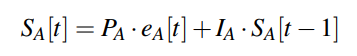 S_A[t] = P_A · e_A[t] + I_A · S_A[t − 1]